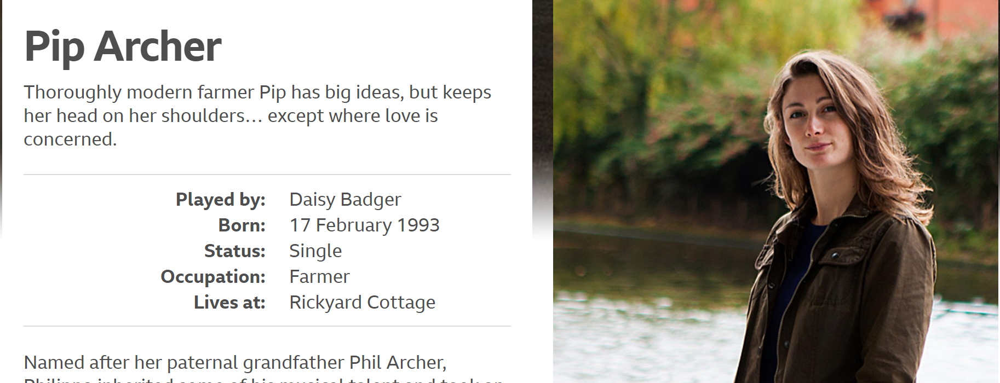 Pip Archer
Thoroughly modern farmer Pip has big ideas, but keeps
her head on her shoulders… except where love is
concerned.
Played by: Daisy Badger
Born: 17 February 1993
Status: Single
Occupation: Farmer
Lives at: Rickyard Cottage
Named after her paternal grandfather Phil Archer,
Philippa inherited some of his musical talent and took on